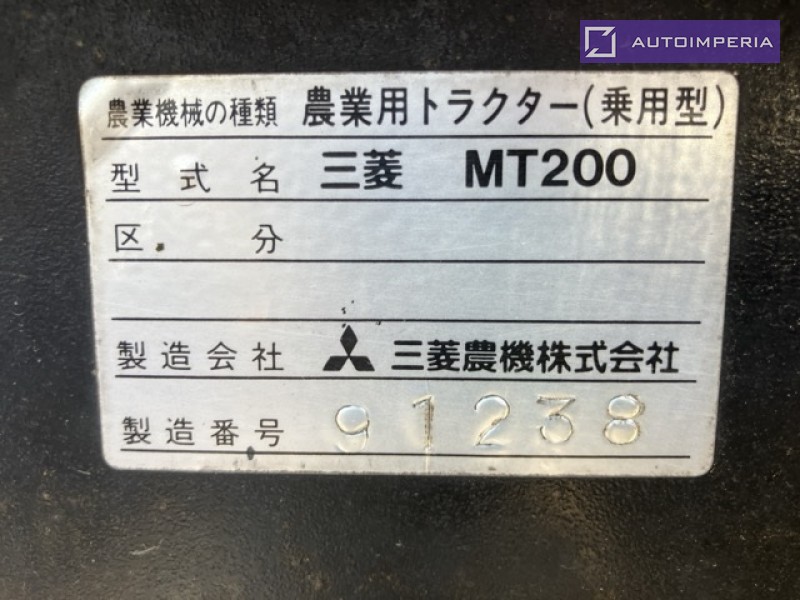 AUTOIMPERIA
農業機械の種類 農業用トラクター(乗用型)
型式名 三菱 MT200
区分
製造会社 三菱農機株式会社
製造番号 91238